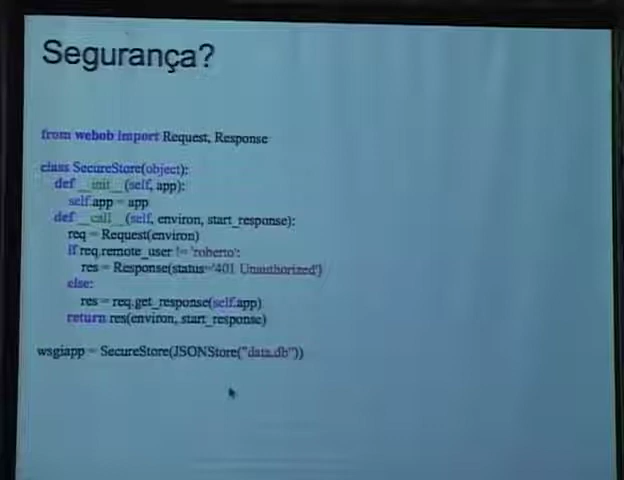 Segurança?
from webob import Request, Response
class SecureStore(object):
def __init__(self, app):
self.app = app
def __call__(self, environ, start_response):
req = Request(environ)
if req.remote_user != 'roberto':
res = Response(status='401 Unauthorized')
else:
res = req.get_response(self.app)
return res(environ, start_response)
wsgiapp = SecureStore(JSONStore("data.db"))